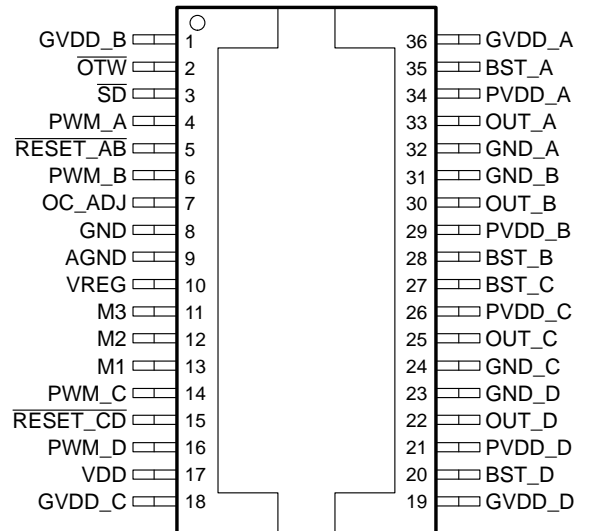 GVDD_B 1 36 GVDD_A
OTW 2 35 BST_A
SD 3 34 PVDD_A
PWM_A 4 33 OUT_A
RESET_AB 5 32 GND_A
PWM_B 6 31 GND_B
OC_ADJ 7 30 OUT_B
GND 8 29 PVDD_B
AGND 9 28 BST_B
VREG 10 27 BST_C
M3 11 26 PVDD_C
M2 12 25 OUT_C
M1 13 24 GND_C
PWM_C 14 23 GND_D
RESET_CD 15 22 OUT_D
PWM_D 16 21 PVDD_D
VDD 17 20 BST_D
GVDD_C 18 19 GVDD_D